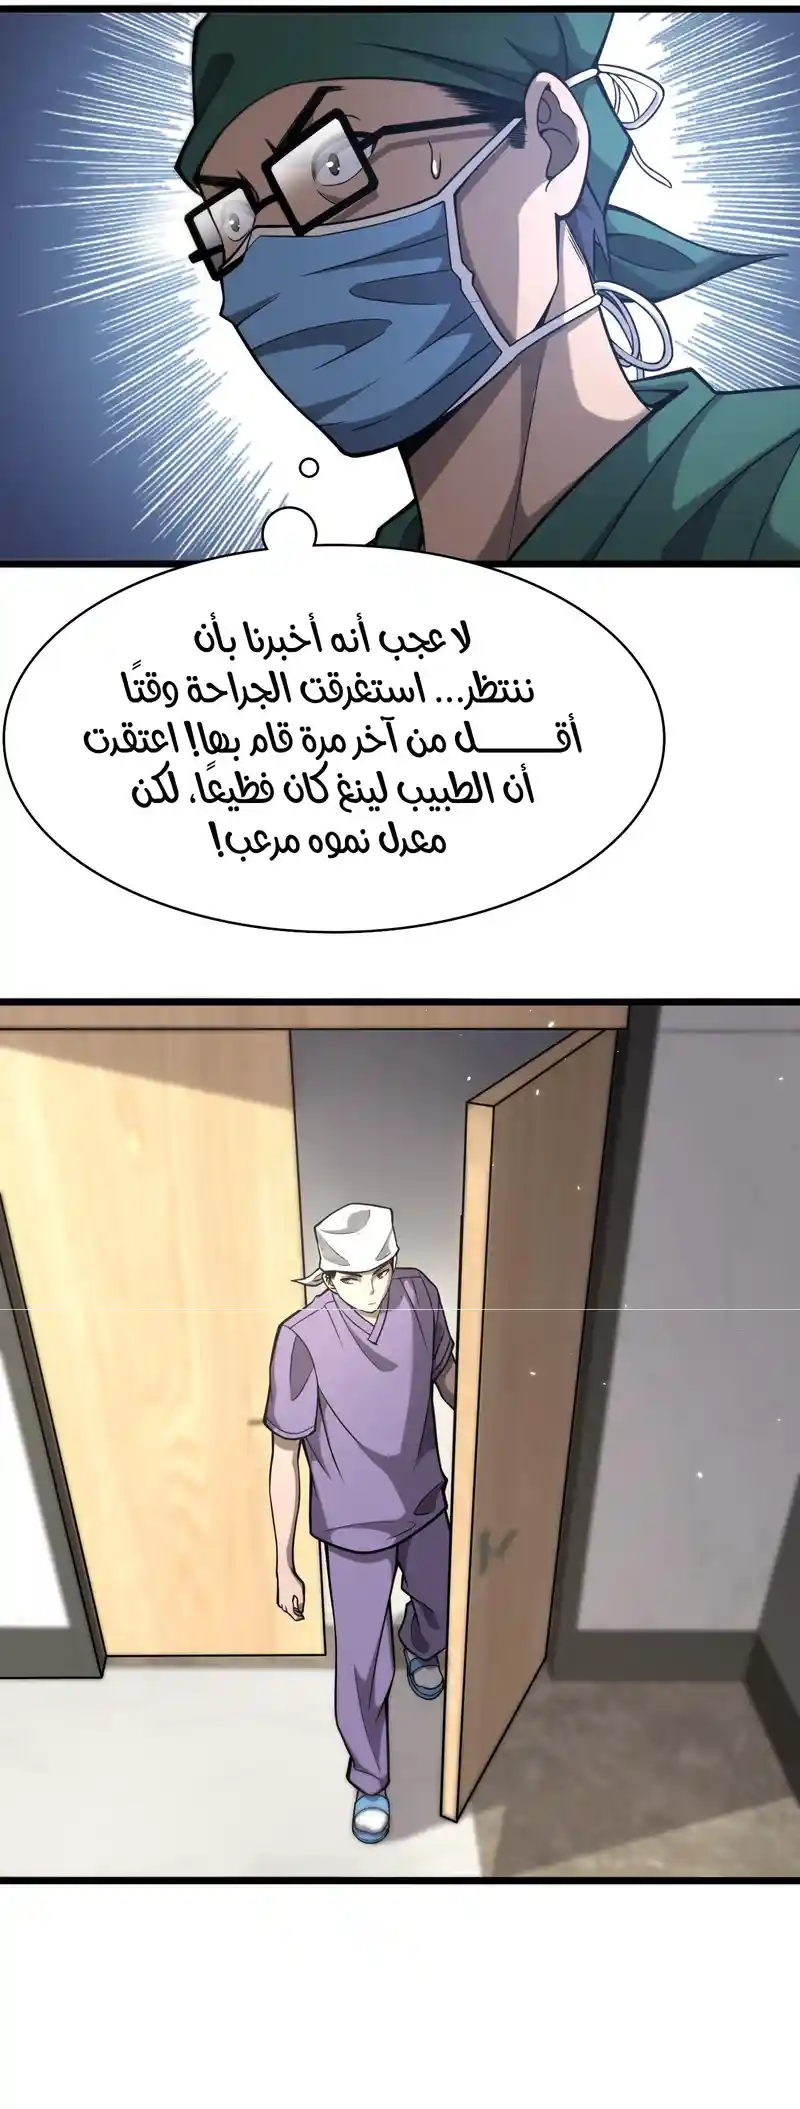 لا عجب أنه أخبرنا بأن
ننتظر... استغرقت الجراحة وقتًا
أقـــــل من آخر مرة قام بها! اعتقدت
أن الطبيب لينغ كان فظيعًا، لكن
معدل نموه مرعب!